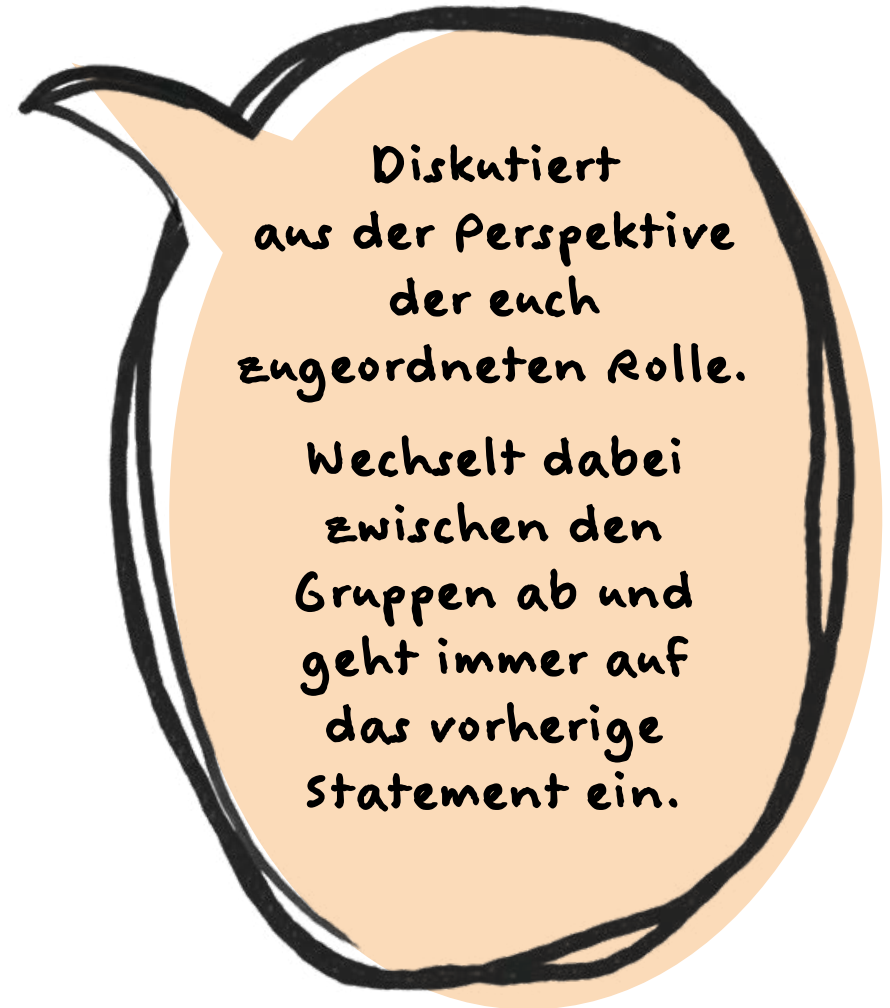 Diskutiert
aus der Perspektive
der euch
zugeordneten Rolle.
Wechselt dabei
zwischen den
Gruppen ab und
geht immer auf
das vorherige
Statement ein.